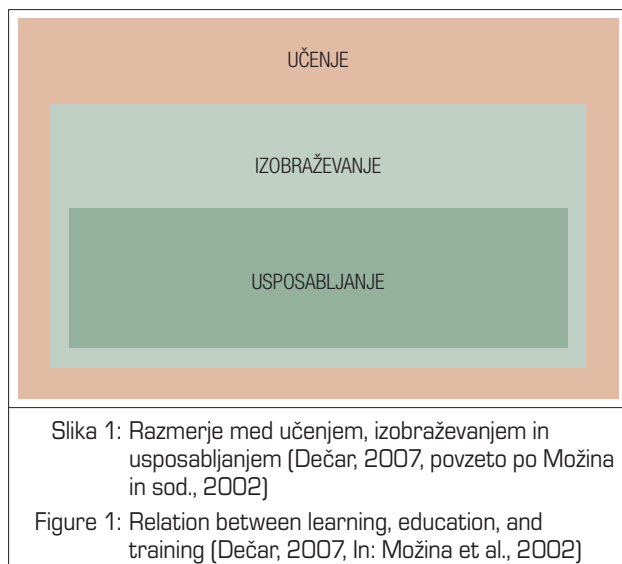 UČENJE
IZOBRAŽEVANJE
USPOSABLJANJE
Slika 1: Razmerje med učenjem, izobraževanjem in
usposabljanjem (Dečar, 2007, povzeto po Možina
in sod., 2002)
Figure 1: Relation between learning, education, and
training (Dečar, 2007, In: Možina et al., 2002)